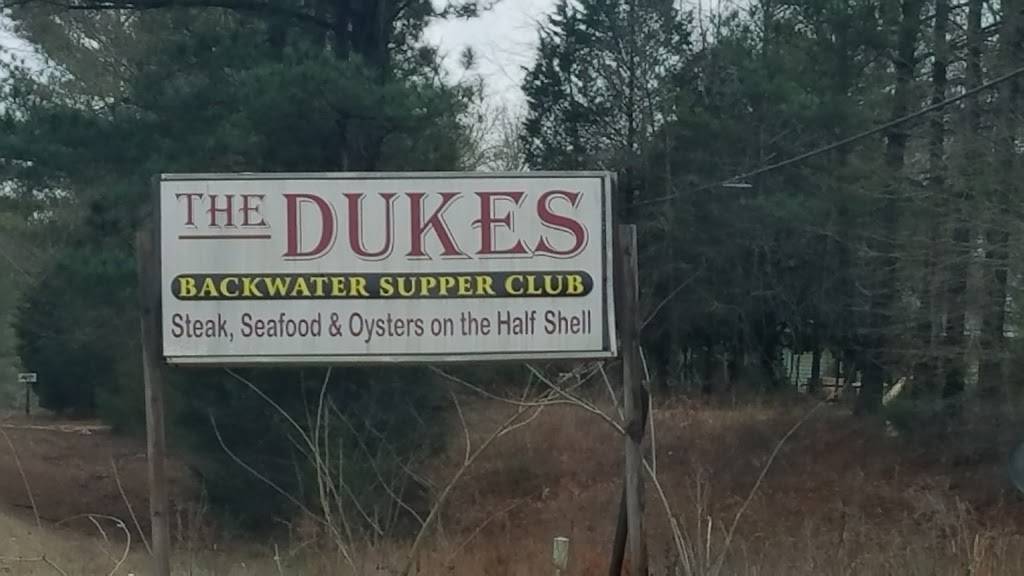 THE DUKES
BACKWATER SUPPER CLUB
Steak, Seafood & Oysters on the Half Shell